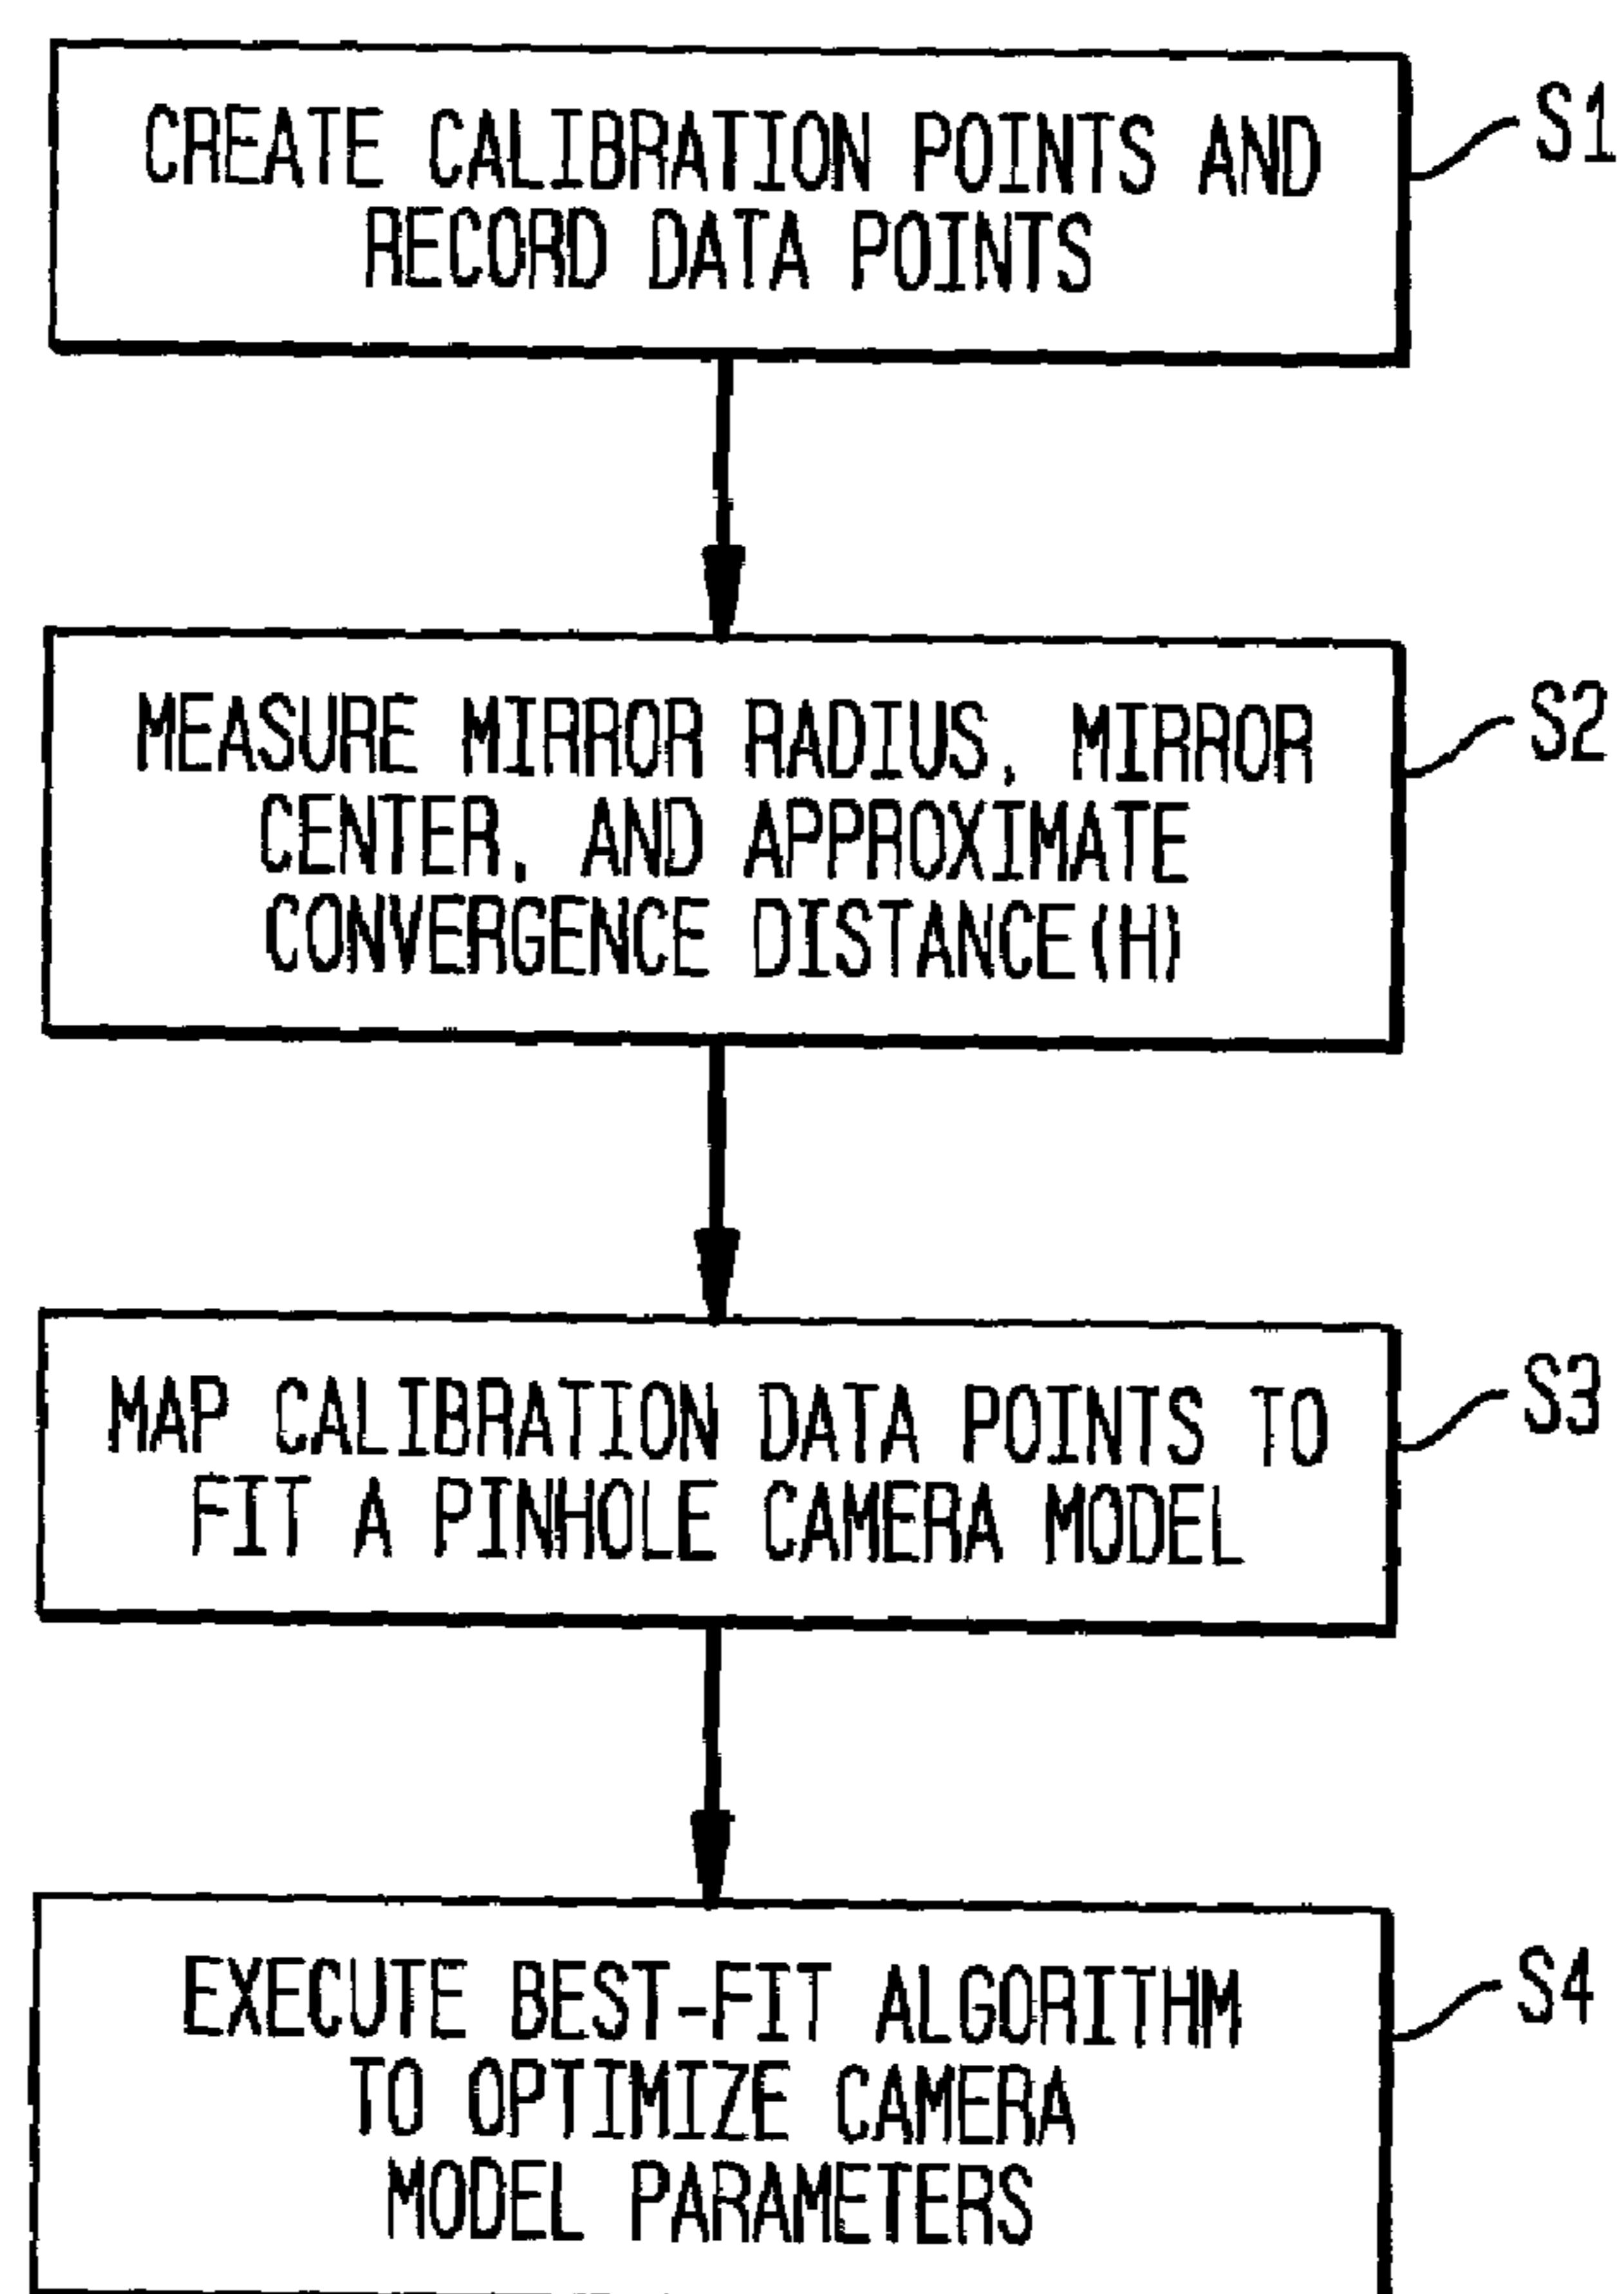 CREATE CALIBRATION POINTS AND
RECORD DATA POINTS
S1
MEASURE MIRROR RADIUS, MIRROR
CENTER, AND APPROXIMATE
CONVERGENCE DISTANCE(H)
S2
MAP CALIBRATION DATA POINTS TO
FIT A PINHOLE CAMERA MODEL
S3
EXECUTE BEST-FIT ALGORITHM
TO OPTIMIZE CAMERA
MODEL PARAMETERS
S4